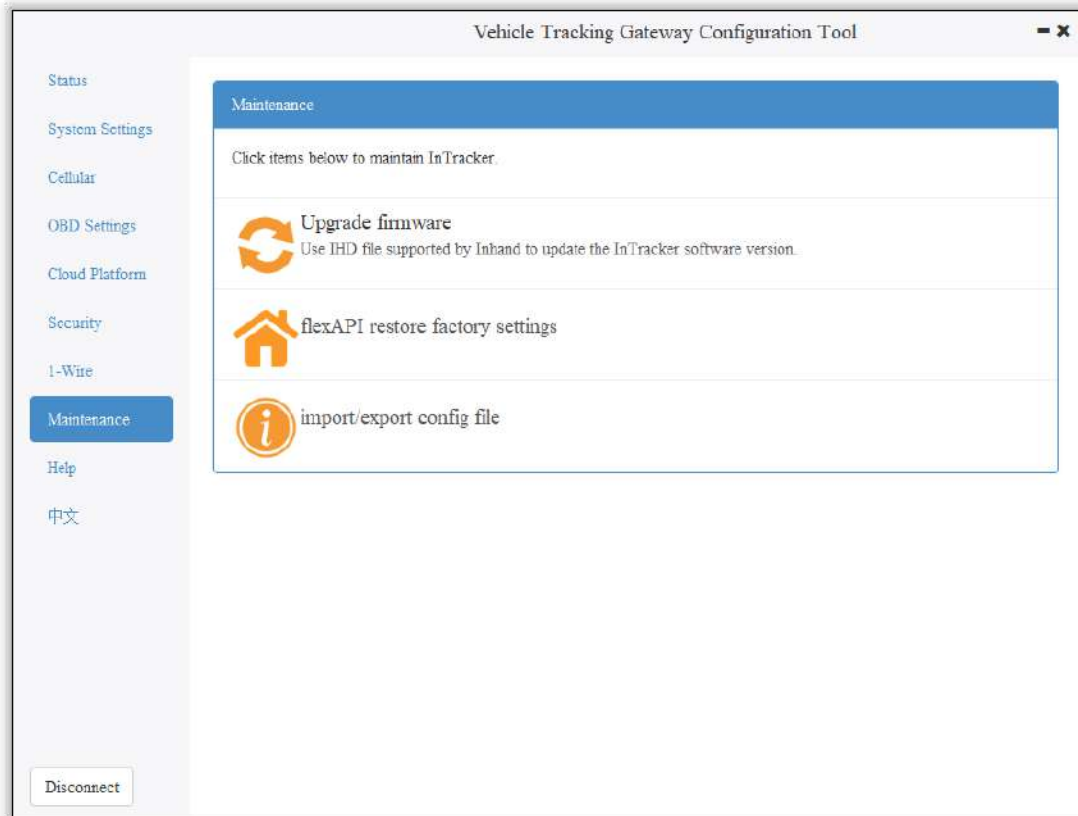 Vehicle Tracking Gateway Configuration Tool
Status
System Settings
Cellular
OBD Settings
Cloud Platform
Security
1-Wire
Maintenance
Help
中文
Disconnect
Maintenance
Click items below to maintain InTracker.
Upgrade firmware
Use IHD file supported by Inhand to update the InTracker software version.
flexAPI restore factory settings
import/export config file